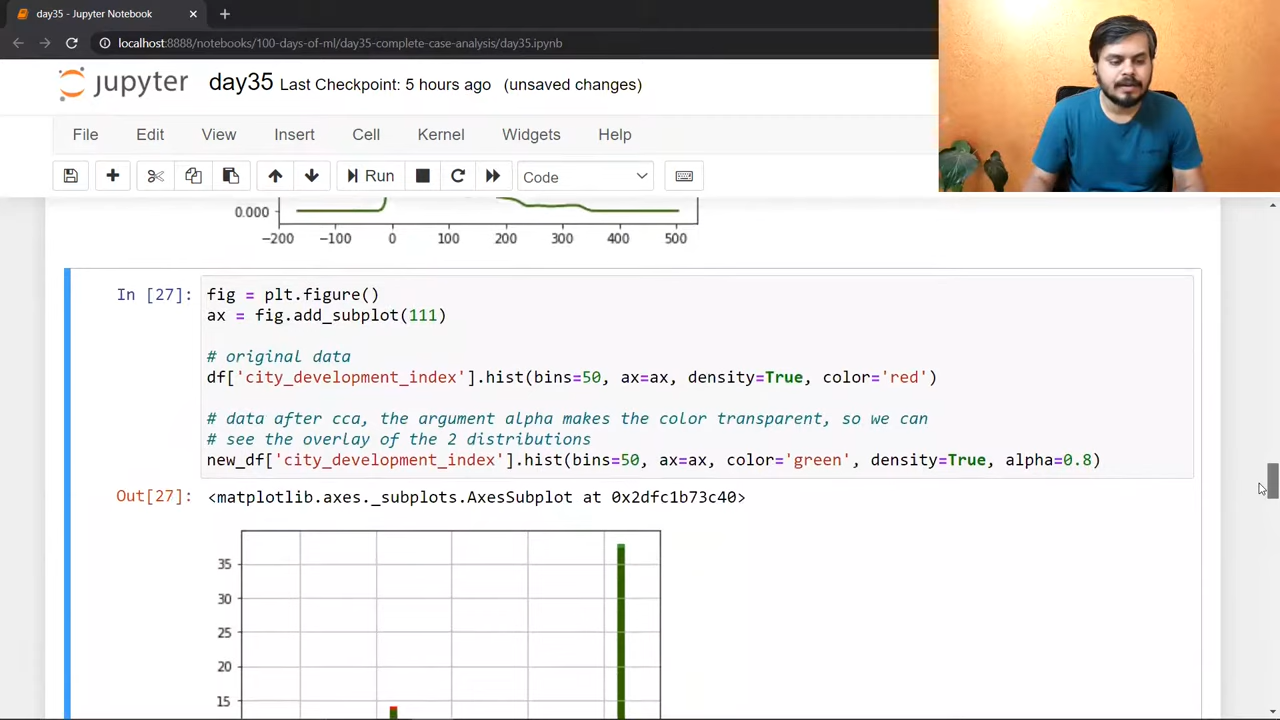 day35 - Jupyter Notebook
localhost:8888/notebooks/100-days-of-ml/day35-complete-case-analysis/day35.ipynb
jupyter day35 Last Checkpoint: 5 hours ago (unsaved changes)
File Edit View Insert Cell Kernel Widgets Help
Run Code
0.000
-200 -100 0 100 200 300 400 500
In [27]: fig = plt.figure()
ax = fig.add_subplot(111)
# original data
df['city_development_index'].hist(bins=50, ax=ax, density=True, color='red')
# data after cca, the argument alpha makes the color transparent, so we can
# see the overlay of the 2 distributions
new_df['city_development_index'].hist(bins=50, ax=ax, color='green', density=True, alpha=0.8)
Out[27]: <matplotlib.axes._subplots.AxesSubplot at 0x2dfc1b73c40>
35
30
25
20
15